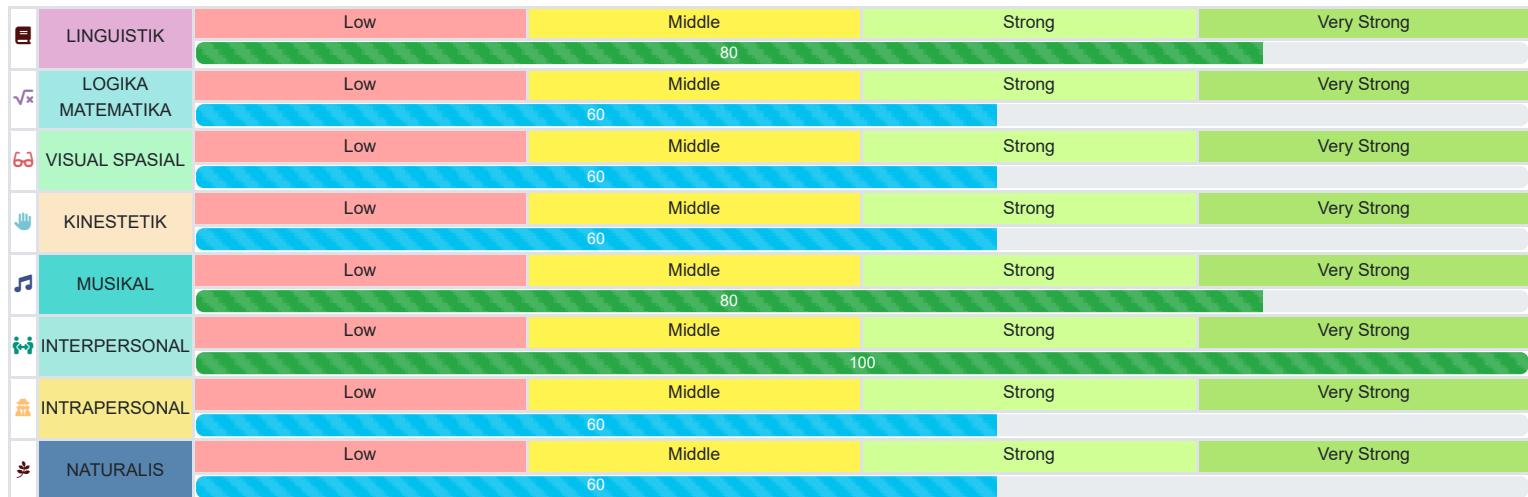 LINGUISTIK
Low Middle Strong Very Strong
80
LOGIKA
MATEMATIKA
Low Middle Strong Very Strong
60
VISUAL SPASIAL
Low Middle Strong Very Strong
60
KINESTETIK
Low Middle Strong Very Strong
60
MUSIKAL
Low Middle Strong Very Strong
80
INTERPERSONAL
Low Middle Strong Very Strong
100
INTRAPERSONAL
Low Middle Strong Very Strong
60
NATURALIS
Low Middle Strong Very Strong
60